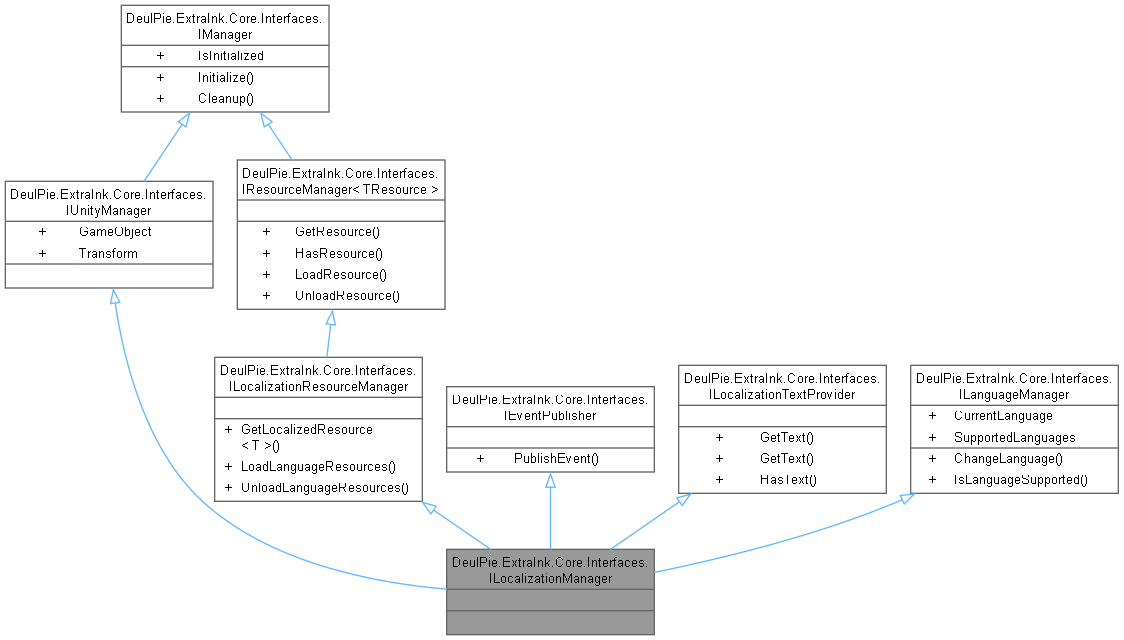 DeulPie.ExtraInk.Core.Interfaces.
IManager
+ IsInitialized
+ Initialize()
+ Cleanup()
DeulPie.ExtraInk.Core.Interfaces.
IUnityManager
+ GameObject
+ Transform
DeulPie.ExtraInk.Core.Interfaces.
IResourceManager< TResource >
+ GetResource()
+ HasResource()
+ LoadResource()
+ UnloadResource()
DeulPie.ExtraInk.Core.Interfaces.
ILocalizationResourceManager
+ GetLocalizedResource
< T >()
+ LoadLanguageResources()
+ UnloadLanguageResources()
DeulPie.ExtraInk.Core.Interfaces.
IEventPublisher
+ PublishEvent()
DeulPie.ExtraInk.Core.Interfaces.
ILocalizationTextProvider
+ GetText()
+ GetText()
+ HasText()
DeulPie.ExtraInk.Core.Interfaces.
ILanguageManager
+ CurrentLanguage
+ SupportedLanguages
+ ChangeLanguage()
+ IsLanguageSupported()
DeulPie.ExtraInk.Core.Interfaces.
ILocalizationManager